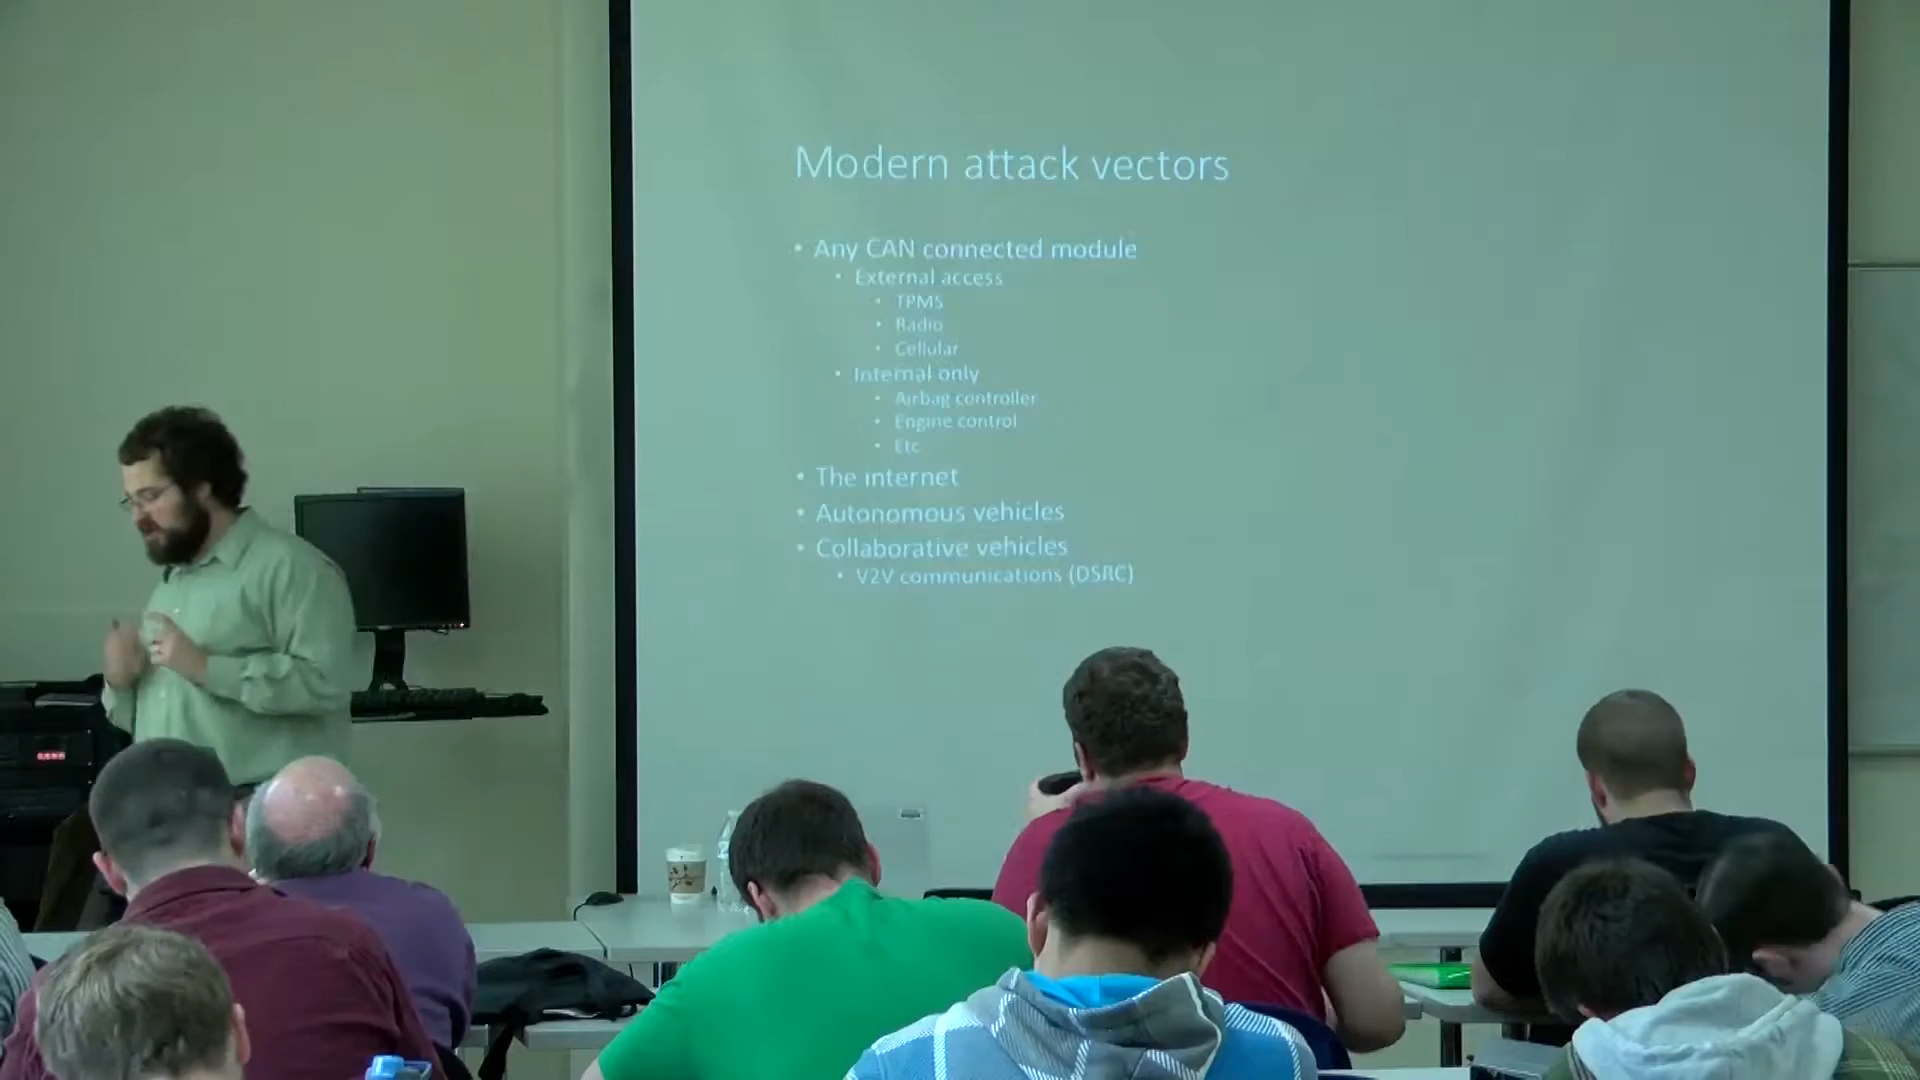 Modern attack vectors
• Any CAN connected module
• External access
• TPMS
• Radio
• Cellular
• Internal only
• Airbag controller
• Engine control
• Etc
• The internet
• Autonomous vehicles
• Collaborative vehicles
• V2V communications (DSRC)